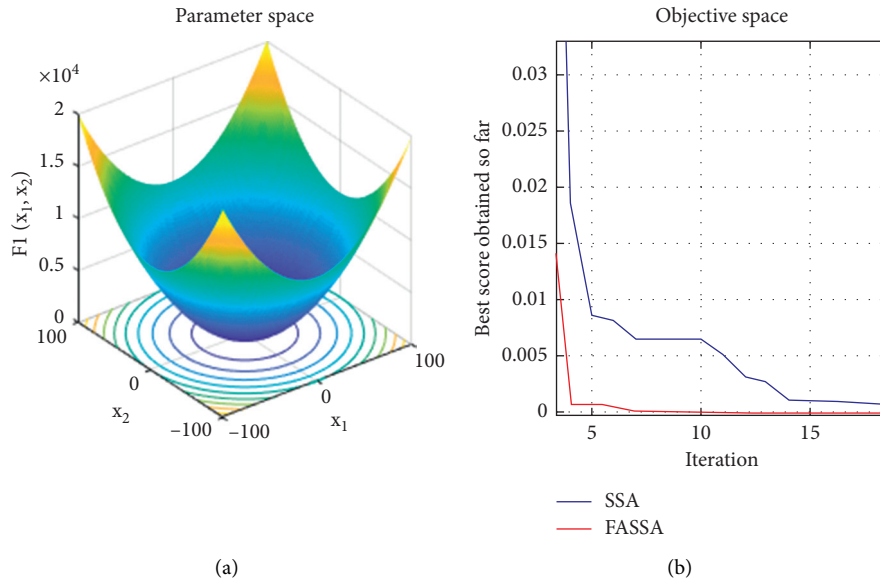 Parameter space
×10⁴
2
1.5
1
0.5
0
F1 (x₁, x₂)
100
0
–100
x₂
–100
0
100
x₁
(a)
Objective space
0.03
0.025
0.02
0.015
0.01
0.005
0
Best score obtained so far
5
10
15
Iteration
SSA
FASSA
(b)